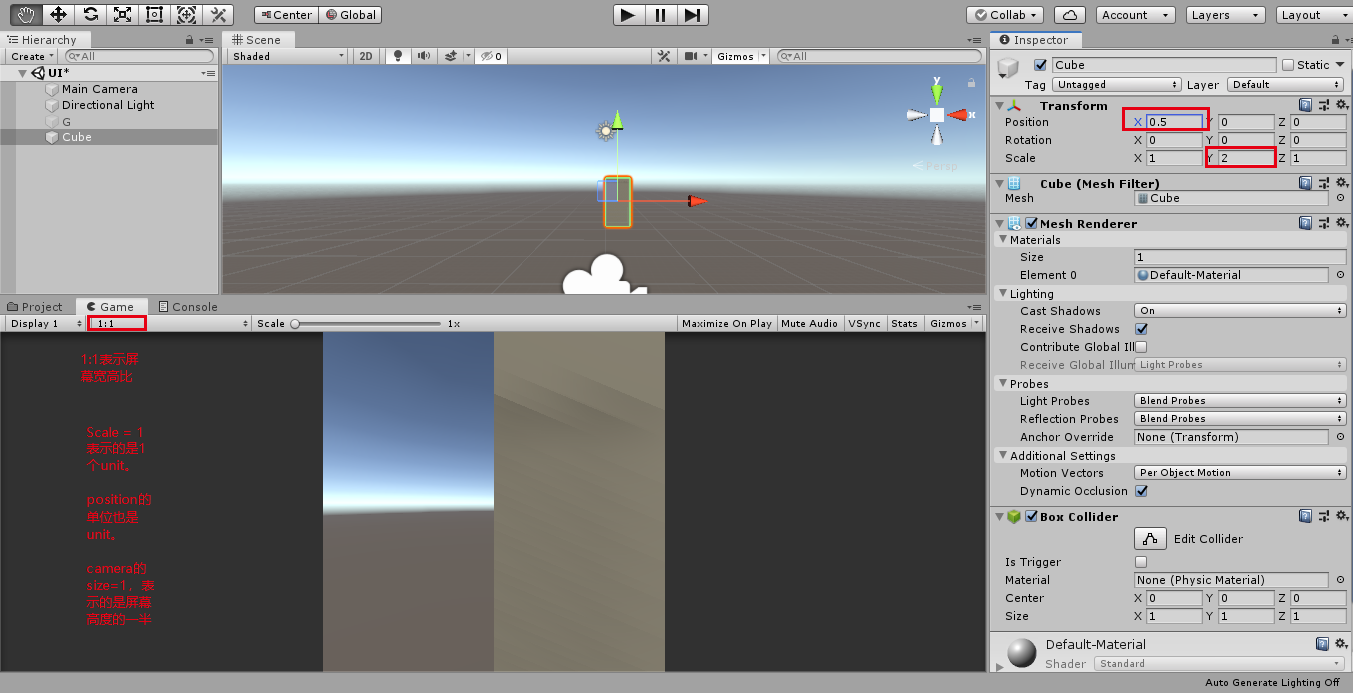 Center Global Collab Account Layers Layout
Hierarchy
Create All
UI*
Main Camera
Directional Light
G
Cube
Scene
Shaded 2D 0 Gizmos All
y
x
Persp
Project Game Console
Display 1 1:1 Scale 1x Maximize On Play Mute Audio VSync Stats Gizmos
1:1表示屏
幕宽高比
Scale = 1
表示的是1
个unit。
position的
单位也是
unit。
camera的
size=1，表
示的是屏幕
高度的一半
Inspector
Cube Static
Tag Untagged Layer Default
Transform
Position X 0.5 Y 0 Z 0
Rotation X 0 Y 0 Z 0
Scale X 1 Y 2 Z 1
Cube (Mesh Filter)
Mesh Cube
Mesh Renderer
Materials
Size 1
Element 0 Default-Material
Lighting
Cast Shadows On
Receive Shadows
Contribute Global Ill
Receive Global Illum Light Probes
Probes
Light Probes Blend Probes
Reflection Probes Blend Probes
Anchor Override None (Transform)
Additional Settings
Motion Vectors Per Object Motion
Dynamic Occlusion
Box Collider
Edit Collider
Is Trigger
Material None (Physic Material)
Center X 0 Y 0 Z 0
Size X 1 Y 1 Z 1
Default-Material
Shader Standard
Auto Generate Lighting Off